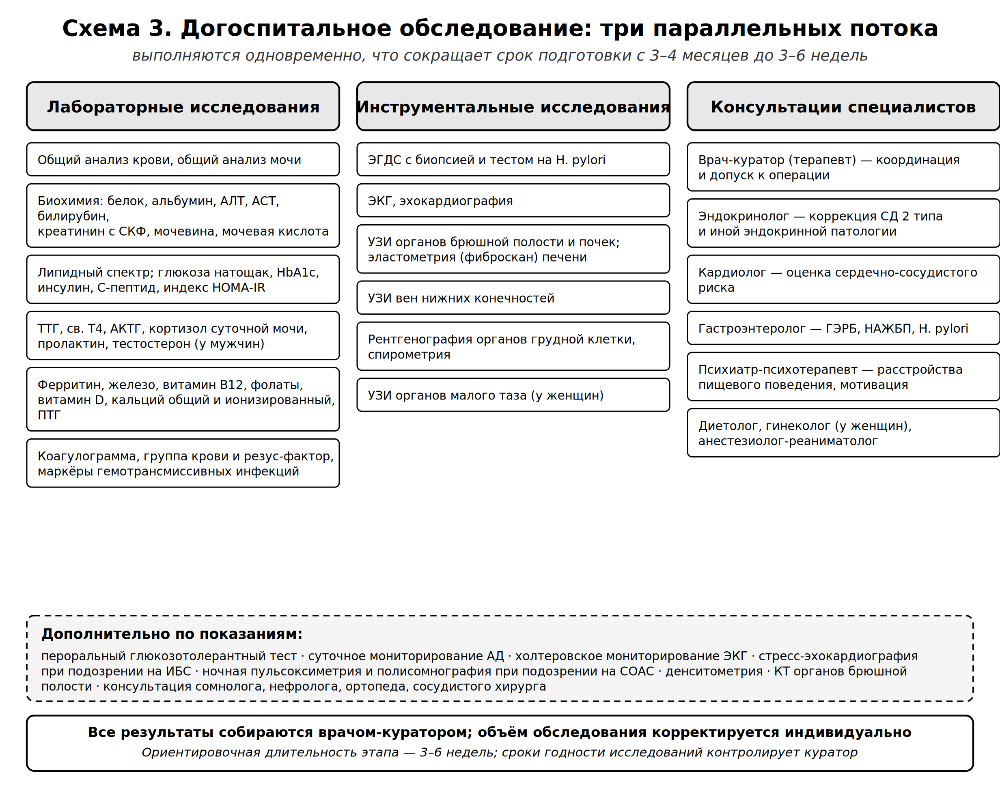 Схема 3. Догоспитальное обследование: три параллельных потока
выполняются одновременно, что сокращает срок подготовки с 3–4 месяцев до 3–6 недель
Лабораторные исследования
Общий анализ крови, общий анализ мочи
Биохимия: белок, альбумин, АЛТ, АСТ,
билирубин,
креатинин с СКФ, мочевина, мочевая кислота
Липидный спектр; глюкоза натощак, HbA1c,
инсулин, С-пептид, индекс HOMA-IR
ТТГ, св. Т4, АКТГ, кортизол суточной мочи,
пролактин, тестостерон (у мужчин)
Ферритин, железо, витамин B12, фолаты,
витамин D, кальций общий и ионизированный,
ПТГ
Коагулограмма, группа крови и резус-фактор,
маркёры гемотрансмиссивных инфекций
Инструментальные исследования
ЭГДС с биопсией и тестом на H. pylori
ЭКГ, эхокардиография
УЗИ органов брюшной полости и почек;
эластометрия (фиброскан) печени
УЗИ вен нижних конечностей
Рентгенография органов грудной клетки,
спирометрия
УЗИ органов малого таза (у женщин)
Консультации специалистов
Врач-куратор (терапевт) — координация
и допуск к операции
Эндокринолог — коррекция СД 2 типа
и иной эндокринной патологии
Кардиолог — оценка сердечно-сосудистого
риска
Гастроэнтеролог — ГЭРБ, НАЖБП, H. pylori
Психиатр-психотерапевт — расстройства
пищевого поведения, мотивация
Диетолог, гинеколог (у женщин),
анестезиолог-реаниматолог
Дополнительно по показаниям:
пероральный глюкозотолерантный тест · суточное мониторирование АД · холтеровское мониторирование ЭКГ · стресс-эхокардиография
при подозрении на ИБС · ночная пульсоксиметрия и полисомнография при подозрении на СОАС · денситометрия · КТ органов брюшной
полости · консультация сомнолога, нефролога, ортопеда, сосудистого хирурга
Все результаты собираются врачом-куратором; объём обследования корректируется индивидуально
Ориентировочная длительность этапа — 3–6 недель; сроки годности исследований контролирует куратор